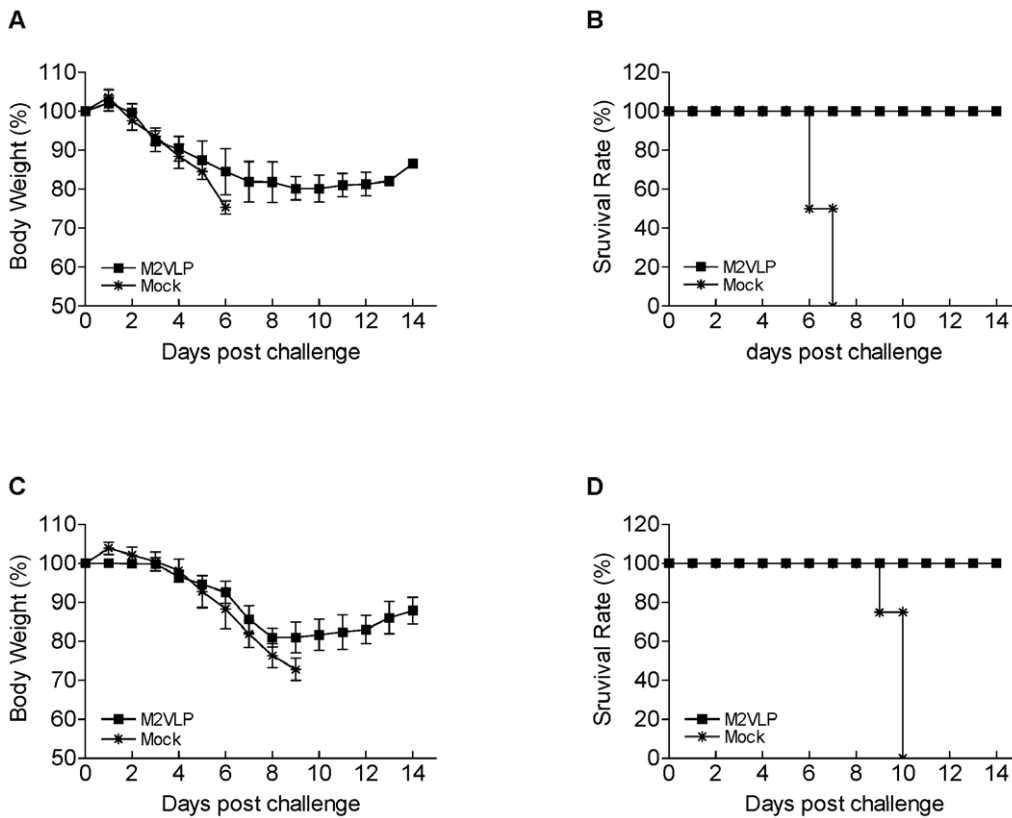 A
110
100
90
80
70
60
50
Body Weight (%)
M2VLP
Mock
0 2 4 6 8 10 12 14
Days post challenge
B
120
100
80
60
40
20
0
Sruvival Rate (%)
M2VLP
Mock
0 2 4 6 8 10 12 14
days post challenge
C
110
100
90
80
70
60
50
Body Weight (%)
M2VLP
Mock
0 2 4 6 8 10 12 14
Days post challenge
D
120
100
80
60
40
20
0
Sruvival Rate (%)
M2VLP
Mock
0 2 4 6 8 10 12 14
Days post challenge